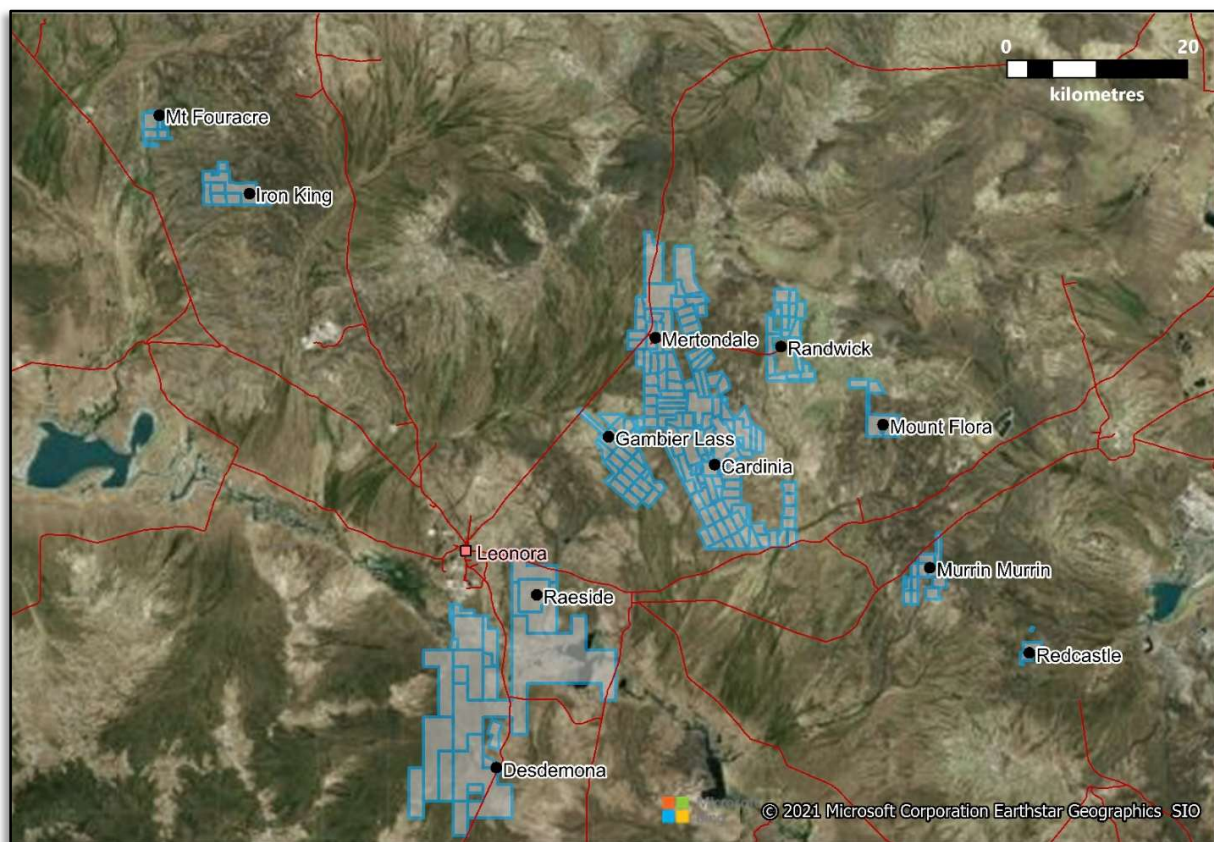 0 20
kilometres
Mt Fouracre
Iron King
Mertondale
Randwick
Mount Flora
Gambier Lass
Cardinia
Leonora
Murrin Murrin
Raeside
Redcastle
Desdemona
© 2021 Microsoft Corporation Earthstar Geographics SIO